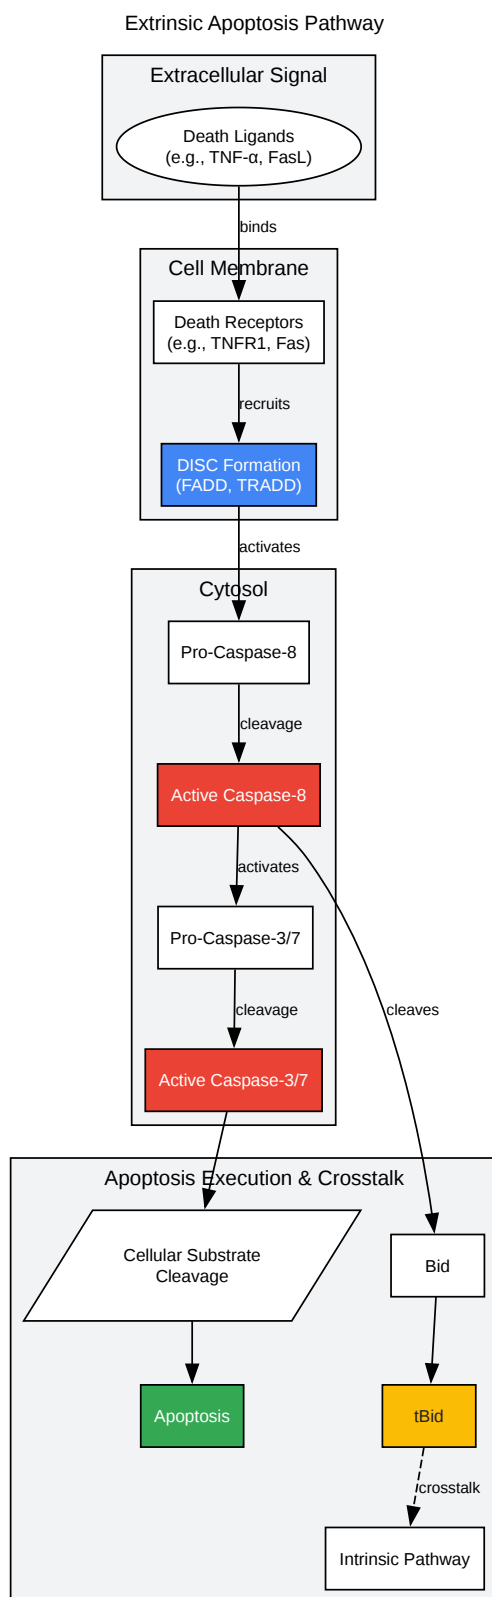 Extrinsic Apoptosis Pathway
Extracellular Signal
Death Ligands
(e.g., TNF-α, FasL)
binds
Cell Membrane
Death Receptors
(e.g., TNFR1, Fas)
recruits
DISC Formation
(FADD, TRADD)
activates
Cytosol
Pro-Caspase-8
cleavage
Active Caspase-8
activates
Pro-Caspase-3/7
cleavage
cleaves
Active Caspase-3/7
Apoptosis Execution & Crosstalk
Cellular Substrate
Cleavage
Bid
Apoptosis
tBid
crosstalk
Intrinsic Pathway